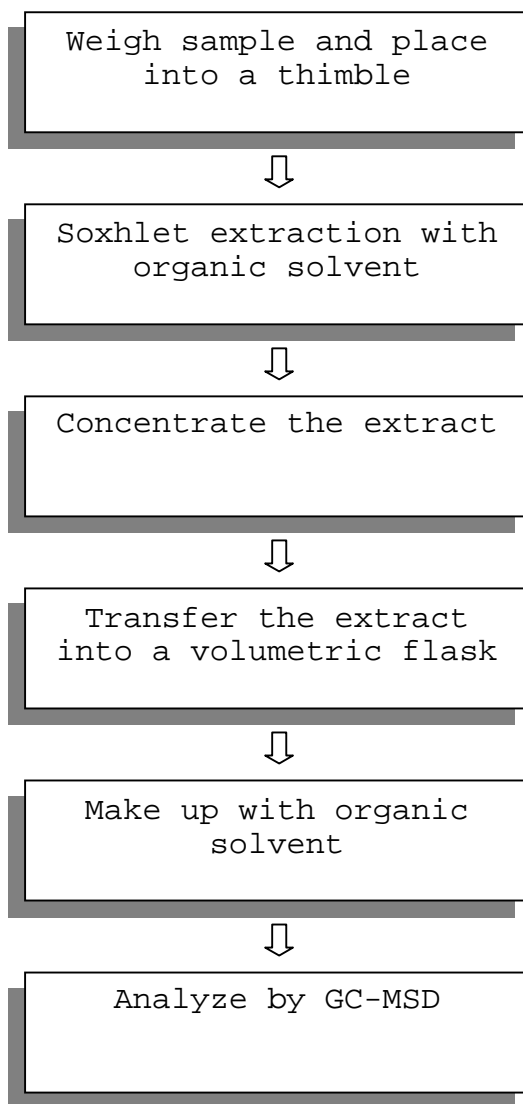 Weigh sample and place
into a thimble
Soxhlet extraction with
organic solvent
Concentrate the extract
Transfer the extract
into a volumetric flask
Make up with organic
solvent
Analyze by GC-MSD